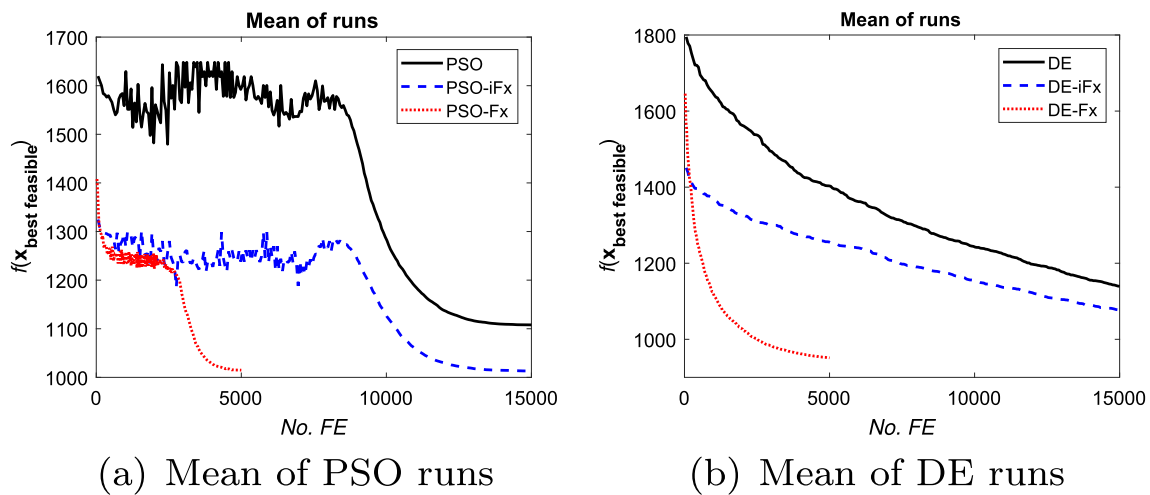 Mean of runs
1700
1600
1500
1400
1300
1200
1100
1000
f(x best feasible)
PSO
PSO-iFx
PSO-Fx
0 5000 10000 15000
No. FE
(a) Mean of PSO runs
Mean of runs
1800
1600
1400
1200
1000
f(x best feasible)
DE
DE-iFx
DE-Fx
0 5000 10000 15000
No. FE
(b) Mean of DE runs